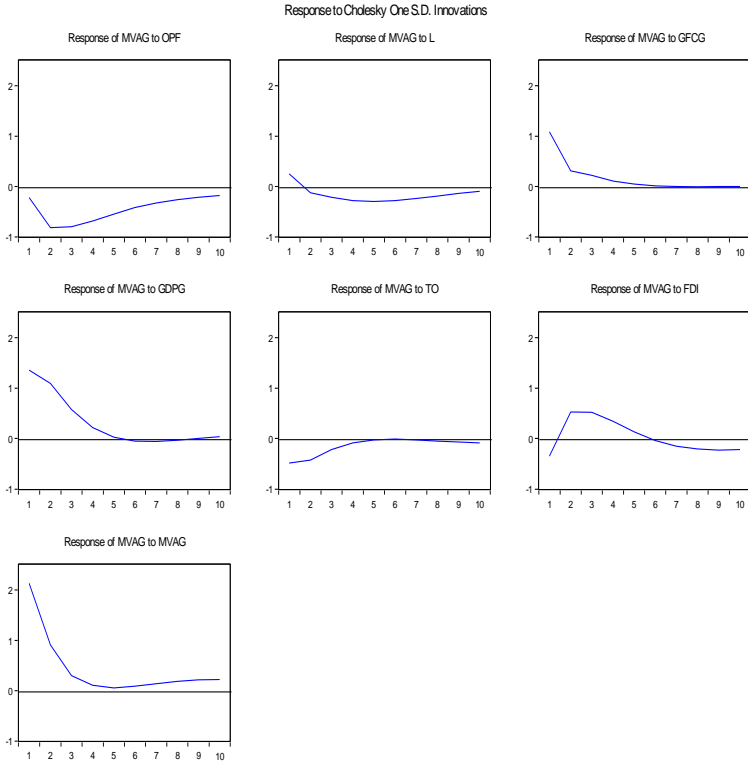 Response to Cholesky One S.D. Innovations
Response of MVAG to OPF
Response of MVAG to L
Response of MVAG to GFCG
2
1
0
-1
1 2 3 4 5 6 7 8 9 10
2
1
0
-1
1 2 3 4 5 6 7 8 9 10
2
1
0
-1
1 2 3 4 5 6 7 8 9 10
Response of MVAG to GDPG
Response of MVAG to TO
Response of MVAG to FDI
2
1
0
-1
1 2 3 4 5 6 7 8 9 10
2
1
0
-1
1 2 3 4 5 6 7 8 9 10
2
1
0
-1
1 2 3 4 5 6 7 8 9 10
Response of MVAG to MVAG
2
1
0
-1
1 2 3 4 5 6 7 8 9 10